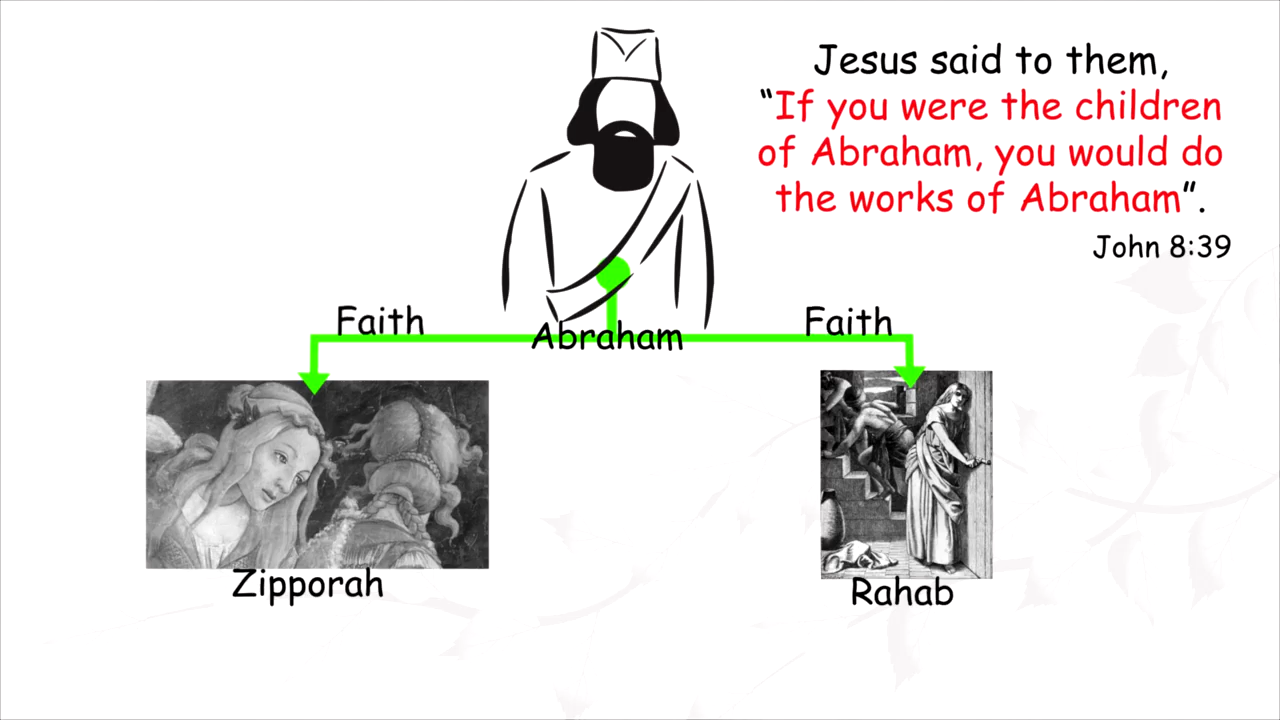 Jesus said to them,
“If you were the children
of Abraham, you would do
the works of Abraham”.
John 8:39
Faith
Abraham
Faith
Zipporah
Rahab